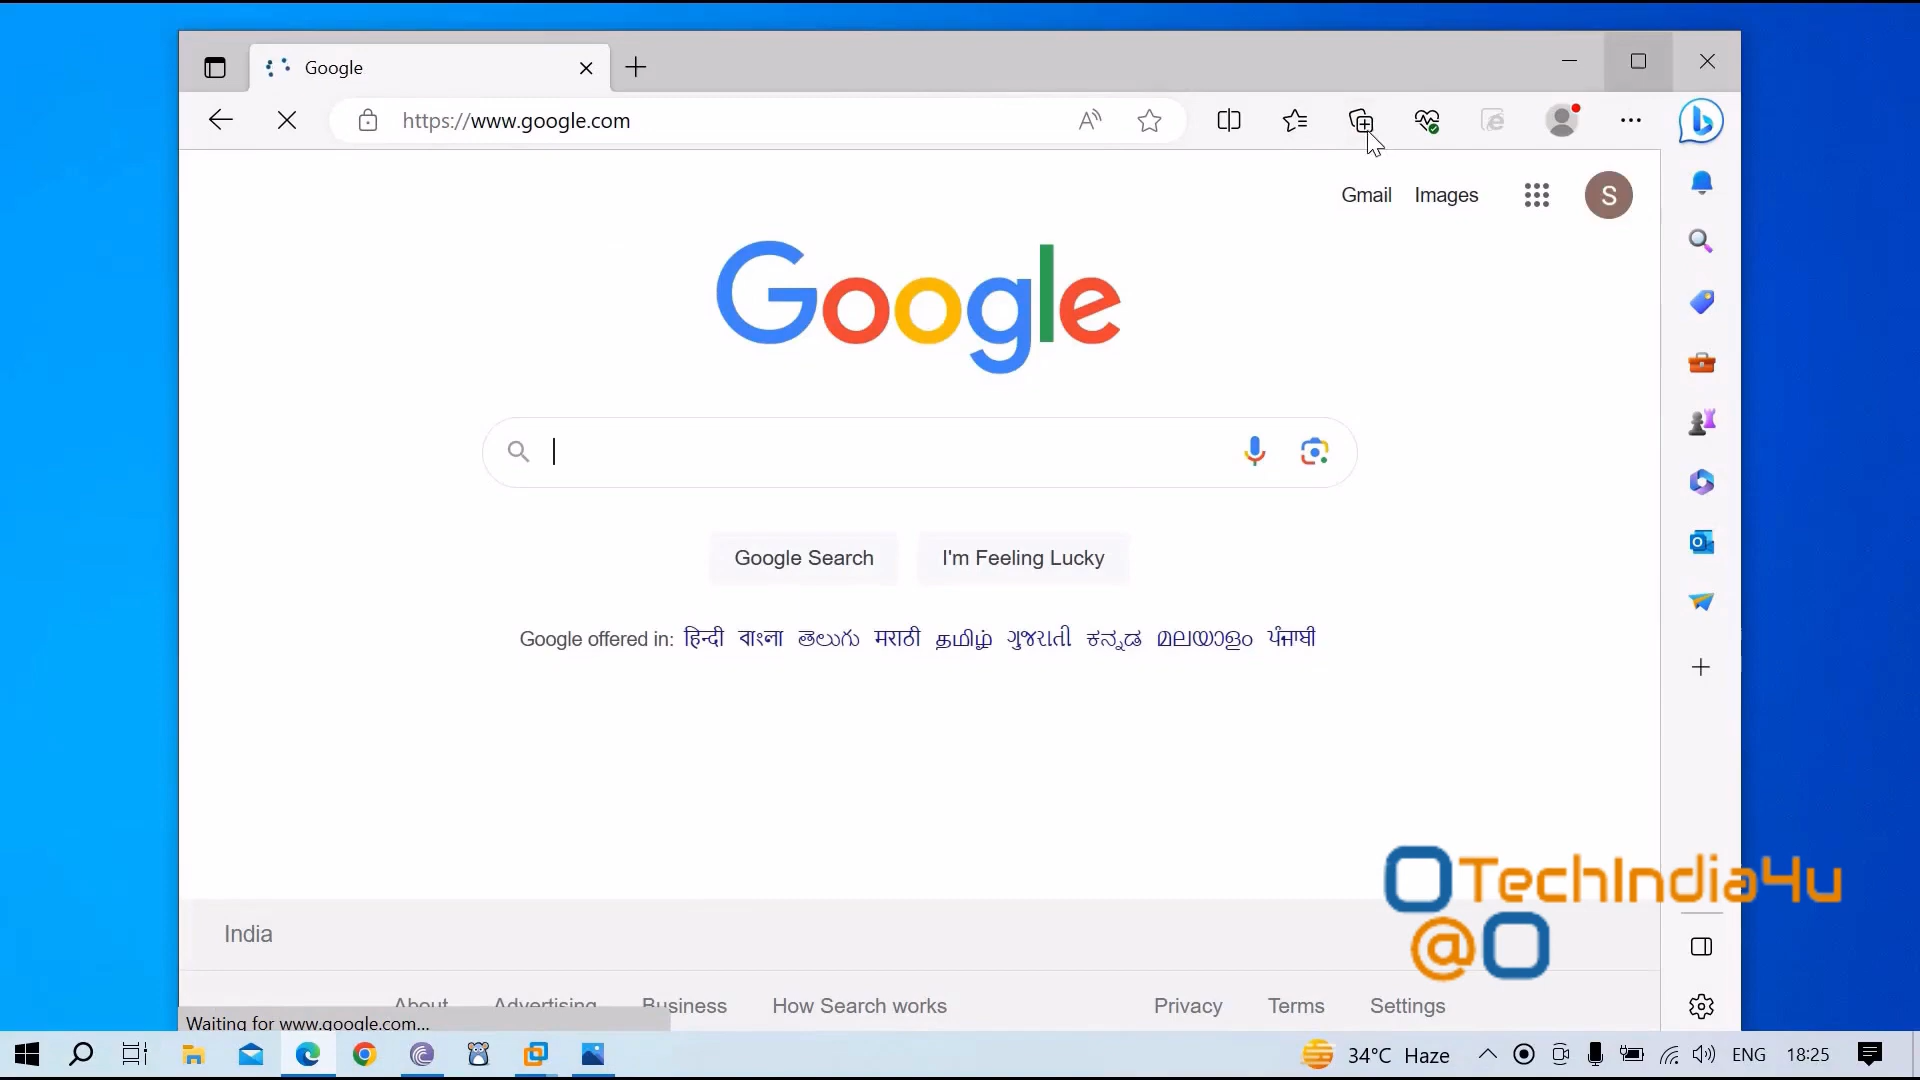 Google
https://www.google.com
Gmail Images
S
Google
Google Search I'm Feeling Lucky
Google offered in: हिन्दी বাংলা తెలుగు मराठी தமிழ் ગુજરાતી ಕನ್ನಡ മലയാളം ਪੰਜਾਬੀ
TechIndia4u
@
India
About Advertising Business How Search works Privacy Terms Settings
Waiting for www.google.com...
34°C Haze ENG 18:25